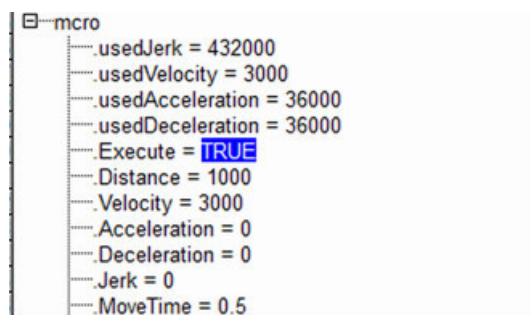 mcro
.usedJerk = 432000
.usedVelocity = 3000
.usedAcceleration = 36000
.usedDeceleration = 36000
.Execute = TRUE
.Distance = 1000
.Velocity = 3000
.Acceleration = 0
.Deceleration = 0
.Jerk = 0
.MoveTime = 0.5